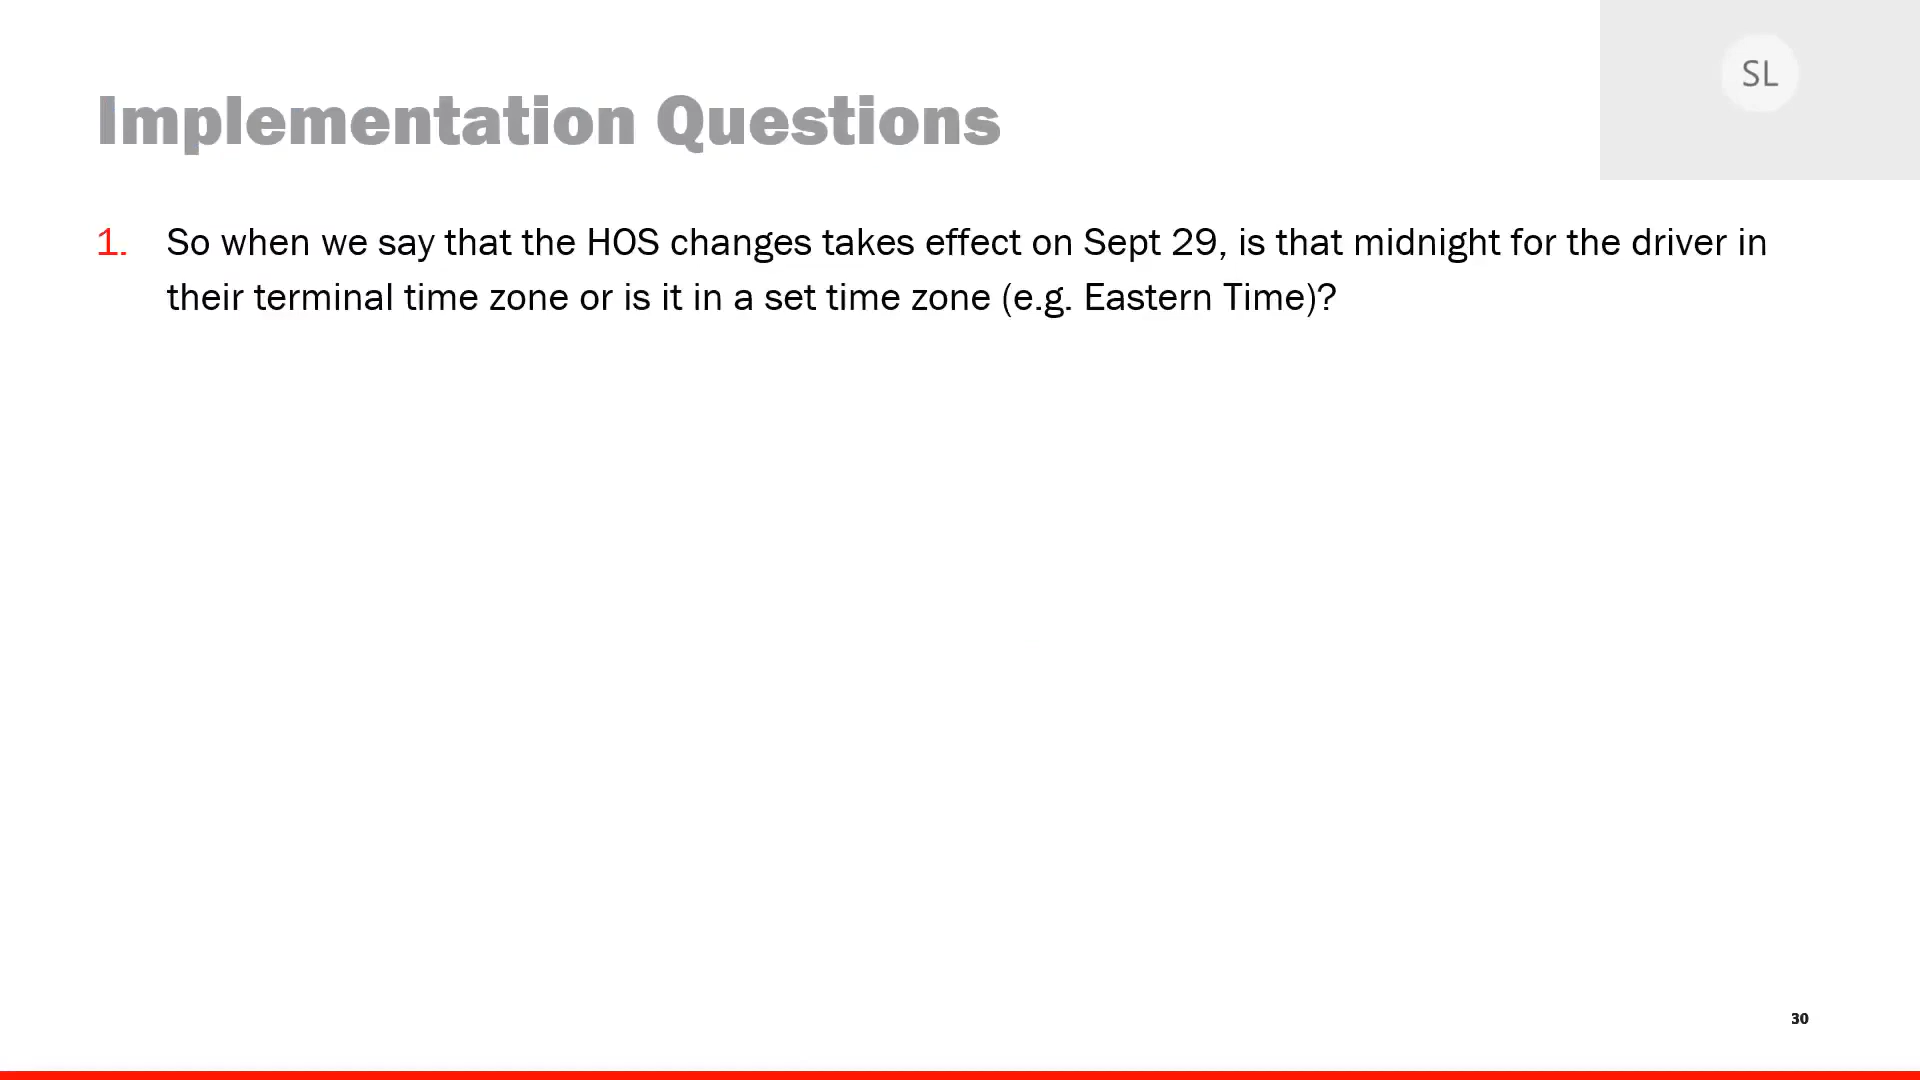 SL
Implementation Questions
1. So when we say that the HOS changes takes effect on Sept 29, is that midnight for the driver in
their terminal time zone or is it in a set time zone (e.g. Eastern Time)?
30